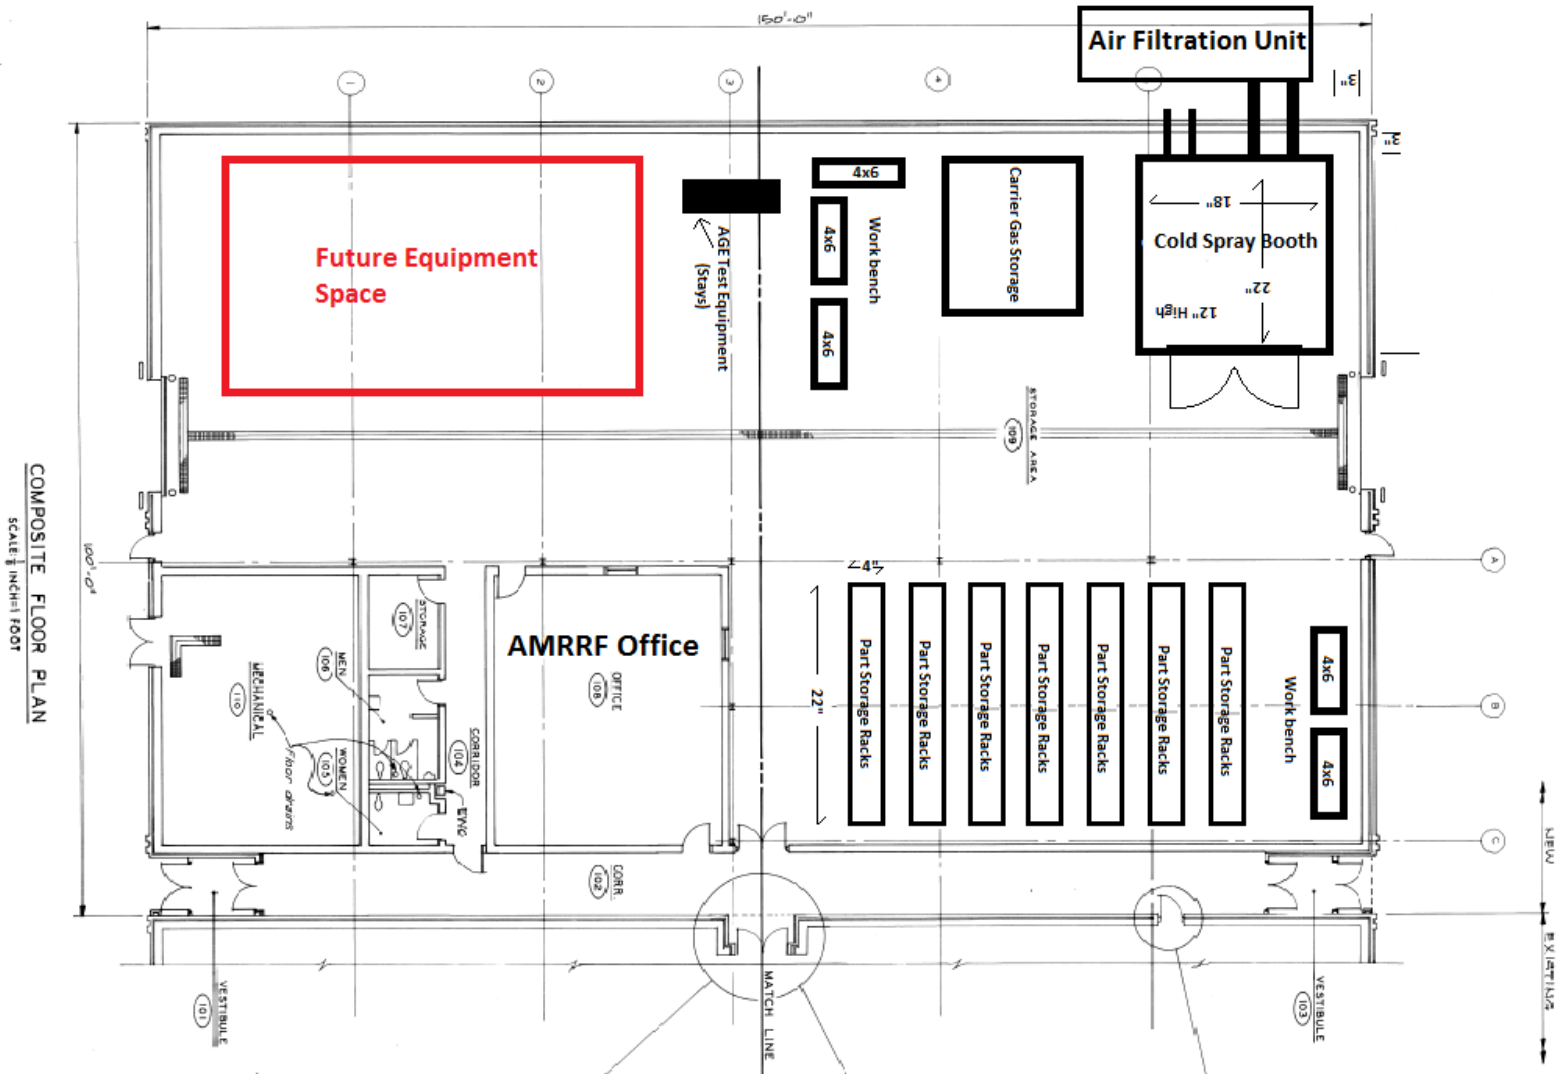 150'-0"
Air Filtration Unit
1
2
3
4
3"
3"
4x6
4x6
4x6
Work bench
Carrier Gas Storage
18"
Cold Spray Booth
22"
12" High
Future Equipment
Space
AGE Test Equipment
(Stays)
STORAGE AREA
109
COMPOSITE FLOOR PLAN
100'-0"
A
4"
STORAGE
107
AMRRF Office
OFFICE
108
MEN
106
MECHANICAL
110
WOMEN
105
floor drains
CORRIDOR
104
EWC
22"
Part Storage Racks
Part Storage Racks
Part Storage Racks
Part Storage Racks
Part Storage Racks
Part Storage Racks
Part Storage Racks
Work bench
4x6
4x6
B
C
CORR
102
NEW
EXISTING
VESTIBULE
101
MATCH LINE
VESTIBULE
103